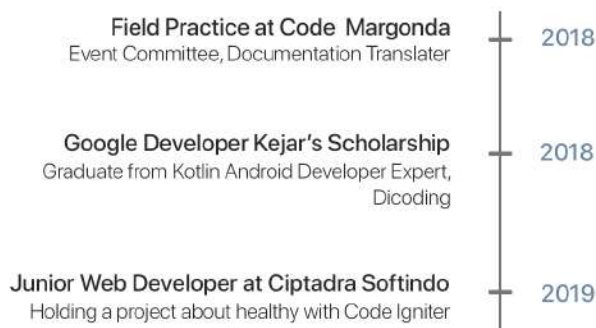 Field Practice at Code Margonda
2018
Event Committee, Documentation Translater
Google Developer Kejar's Scholarship
2018
Graduate from Kotlin Android Developer Expert,
Dicoding
Junior Web Developer at Ciptadra Softindo
2019
Holding a project about healthy with Code Igniter